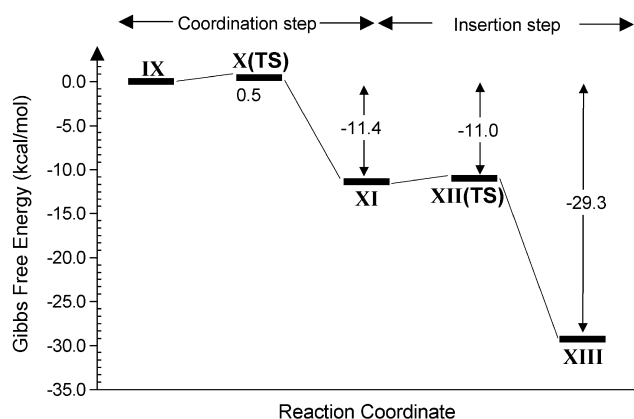 Coordination step
Insertion step
IX
X(TS)
0.5
-11.4
-11.0
XI
XII(TS)
-29.3
XIII
Gibbs Free Energy (kcal/mol)
0.0
-5.0
-10.0
-15.0
-20.0
-25.0
-30.0
-35.0
Reaction Coordinate